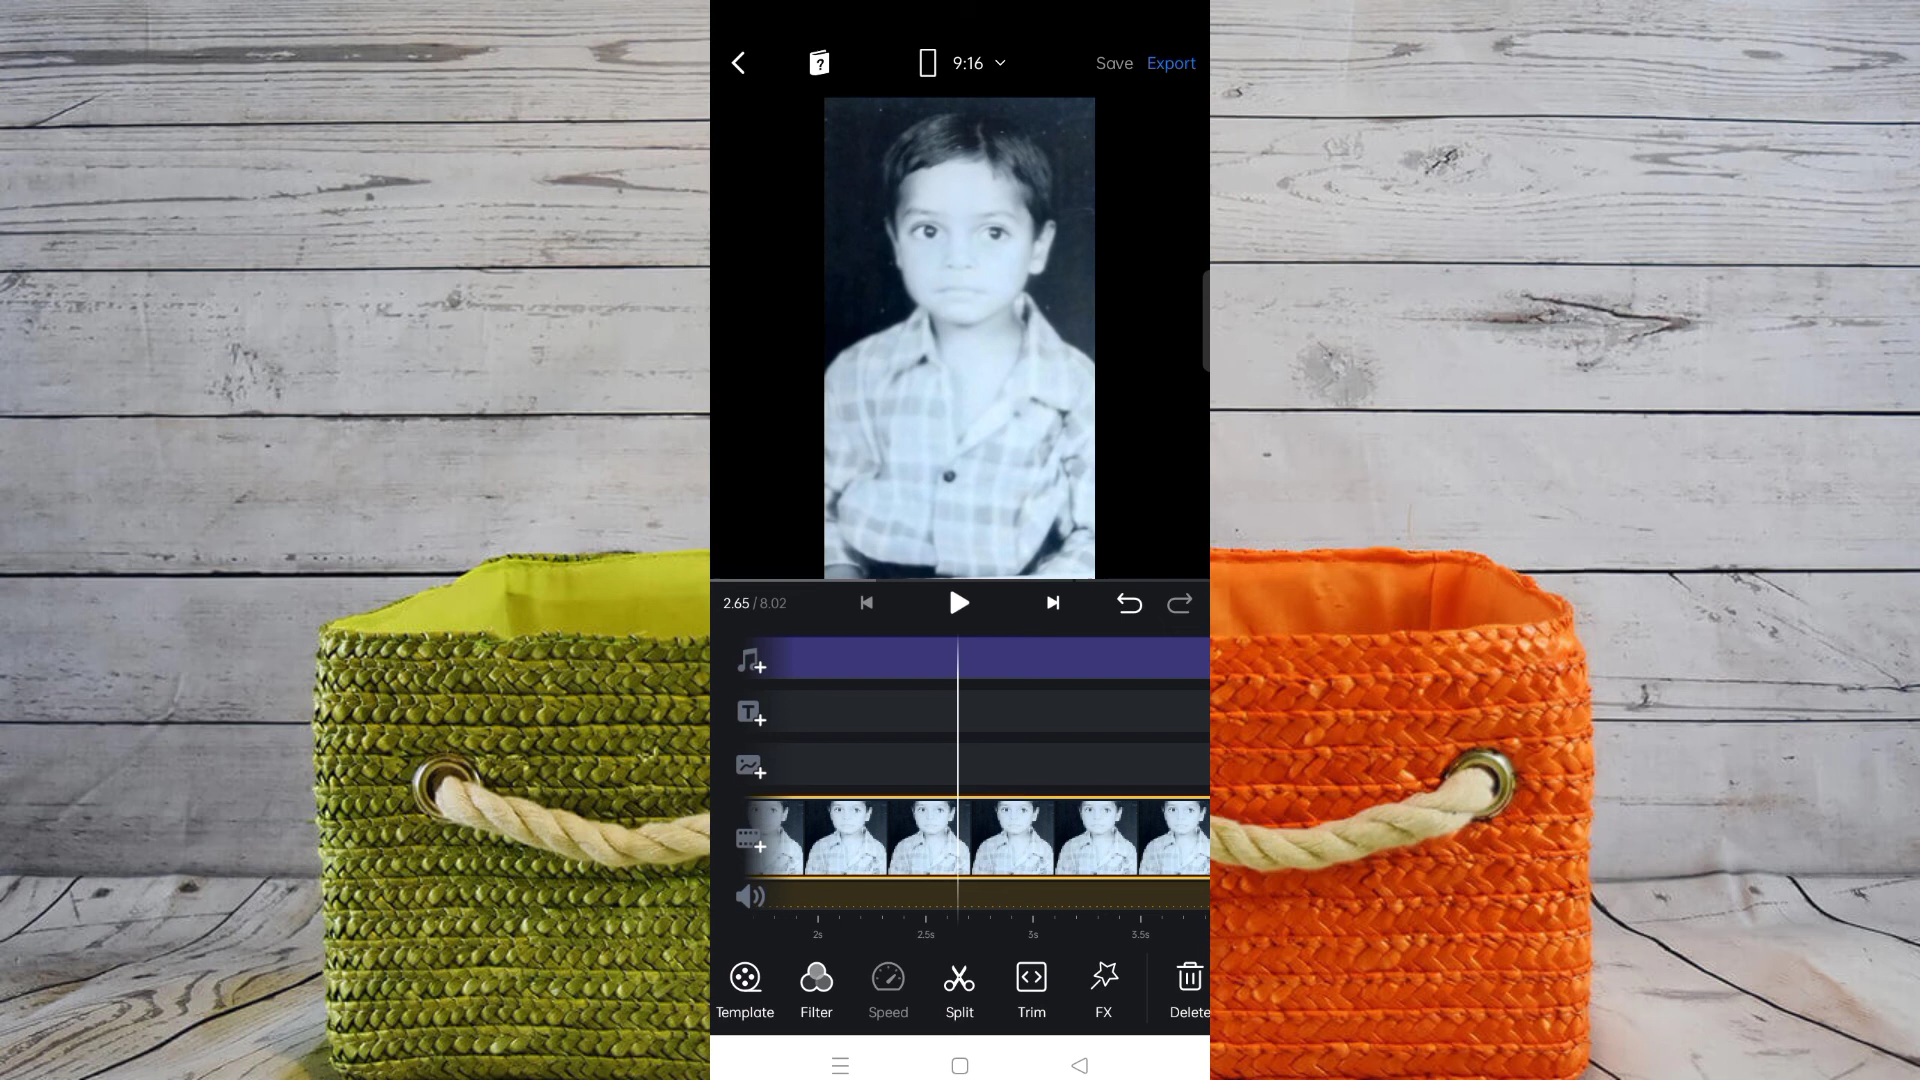 9:16
Save Export
2.65 / 8.02
2s 2.5s 3s 3.5s
Template Filter Speed Split Trim FX Delete